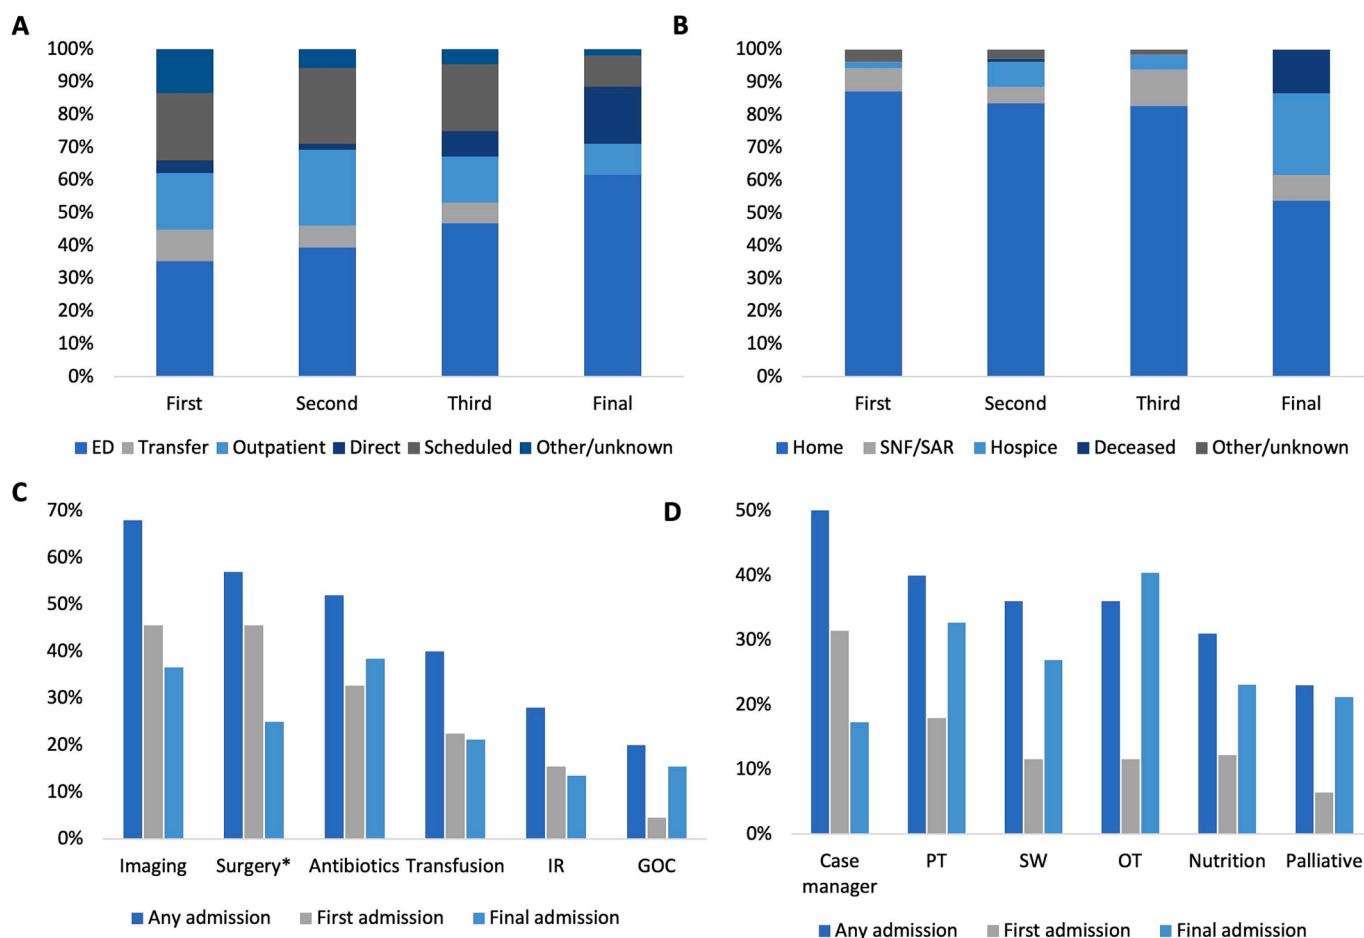 A
100%
90%
80%
70%
60%
50%
40%
30%
20%
10%
0%
First Second Third Final
ED Transfer Outpatient Direct Scheduled Other/unknown
B
100%
90%
80%
70%
60%
50%
40%
30%
20%
10%
0%
First Second Third Final
Home SNF/SAR Hospice Deceased Other/unknown
C
70%
60%
50%
40%
30%
20%
10%
0%
Imaging Surgery* Antibiotics Transfusion IR GOC
Any admission First admission Final admission
D
50%
40%
30%
20%
10%
0%
Case PT SW OT Nutrition Palliative
manager
Any admission First admission Final admission